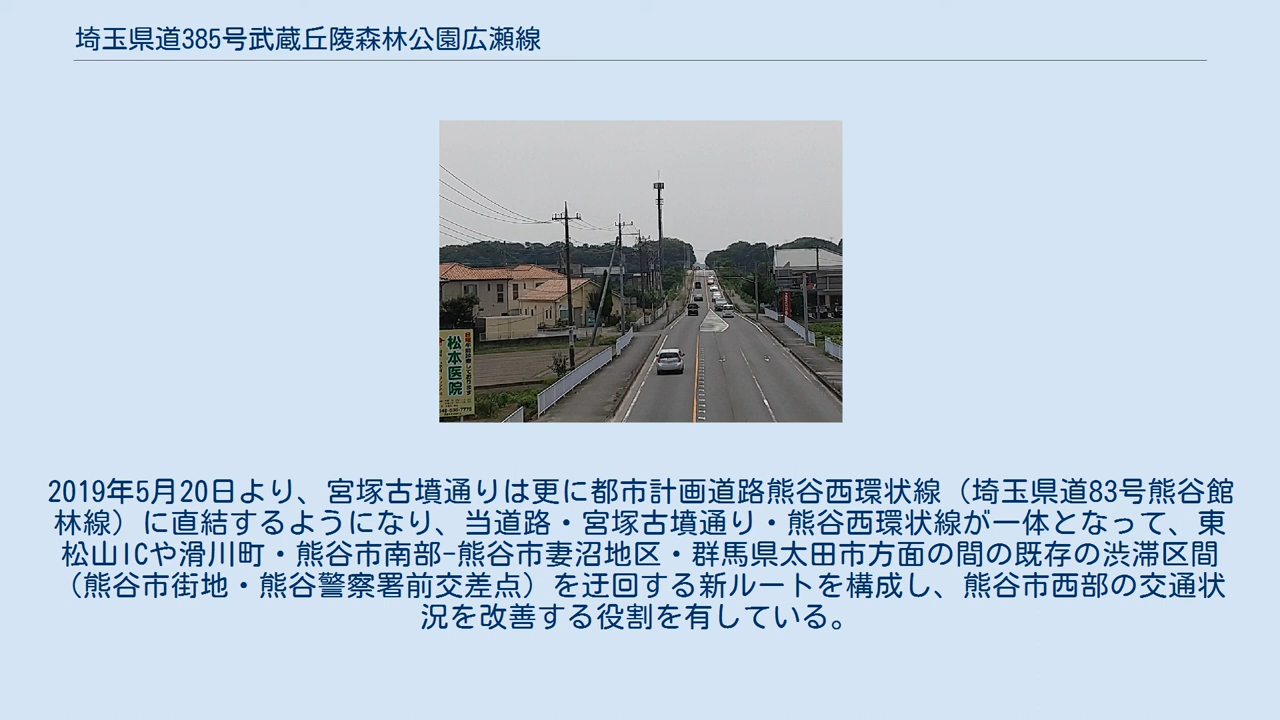 埼玉県道385号武蔵丘陵森林公園広瀬線
松本医院
2019年5月20日より、宮塚古墳通りは更に都市計画道路熊谷西環状線（埼玉県道83号熊谷館
林線）に直結するようになり、当道路・宮塚古墳通り・熊谷西環状線が一体となって、東
松山ICや滑川町・熊谷市南部-熊谷市妻沼地区・群馬県太田市方面の間の既存の渋滞区間
（熊谷市街地・熊谷警察署前交差点）を迂回する新ルートを構成し、熊谷市西部の交通状
況を改善する役割を有している。